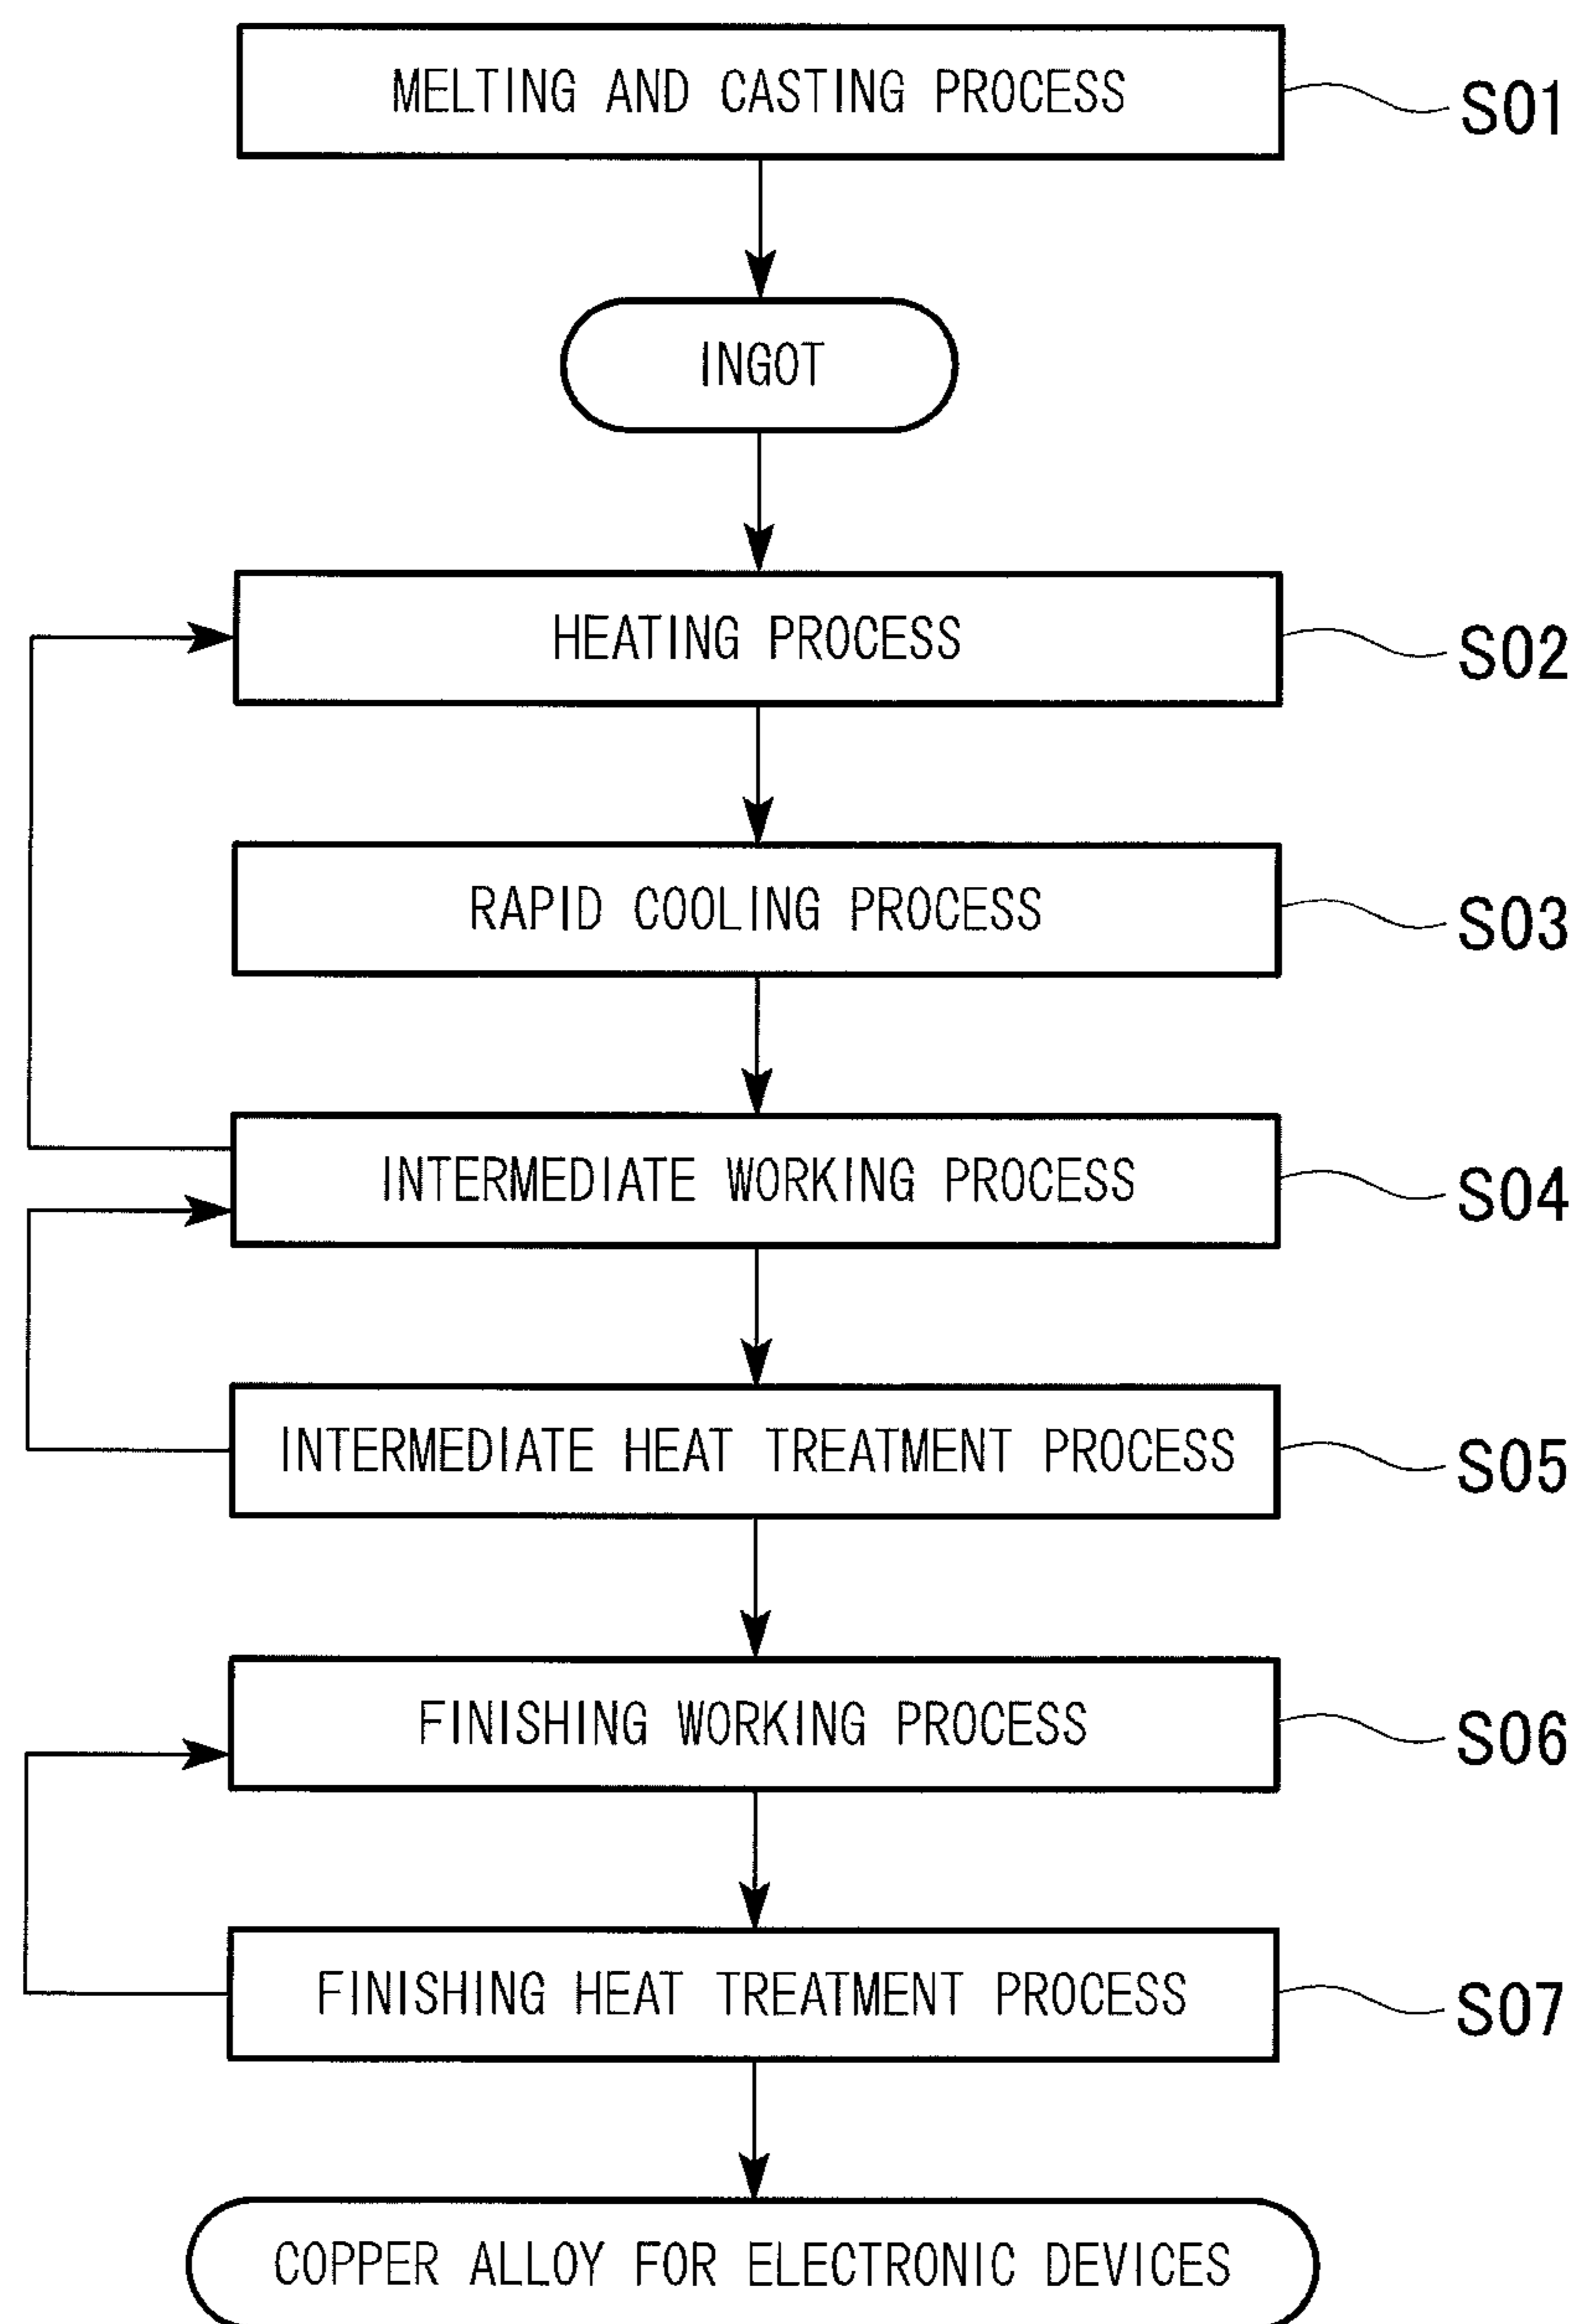 MELTING AND CASTING PROCESS S01
INGOT
HEATING PROCESS S02
RAPID COOLING PROCESS S03
INTERMEDIATE WORKING PROCESS S04
INTERMEDIATE HEAT TREATMENT PROCESS S05
FINISHING WORKING PROCESS S06
FINISHING HEAT TREATMENT PROCESS S07
COPPER ALLOY FOR ELECTRONIC DEVICES